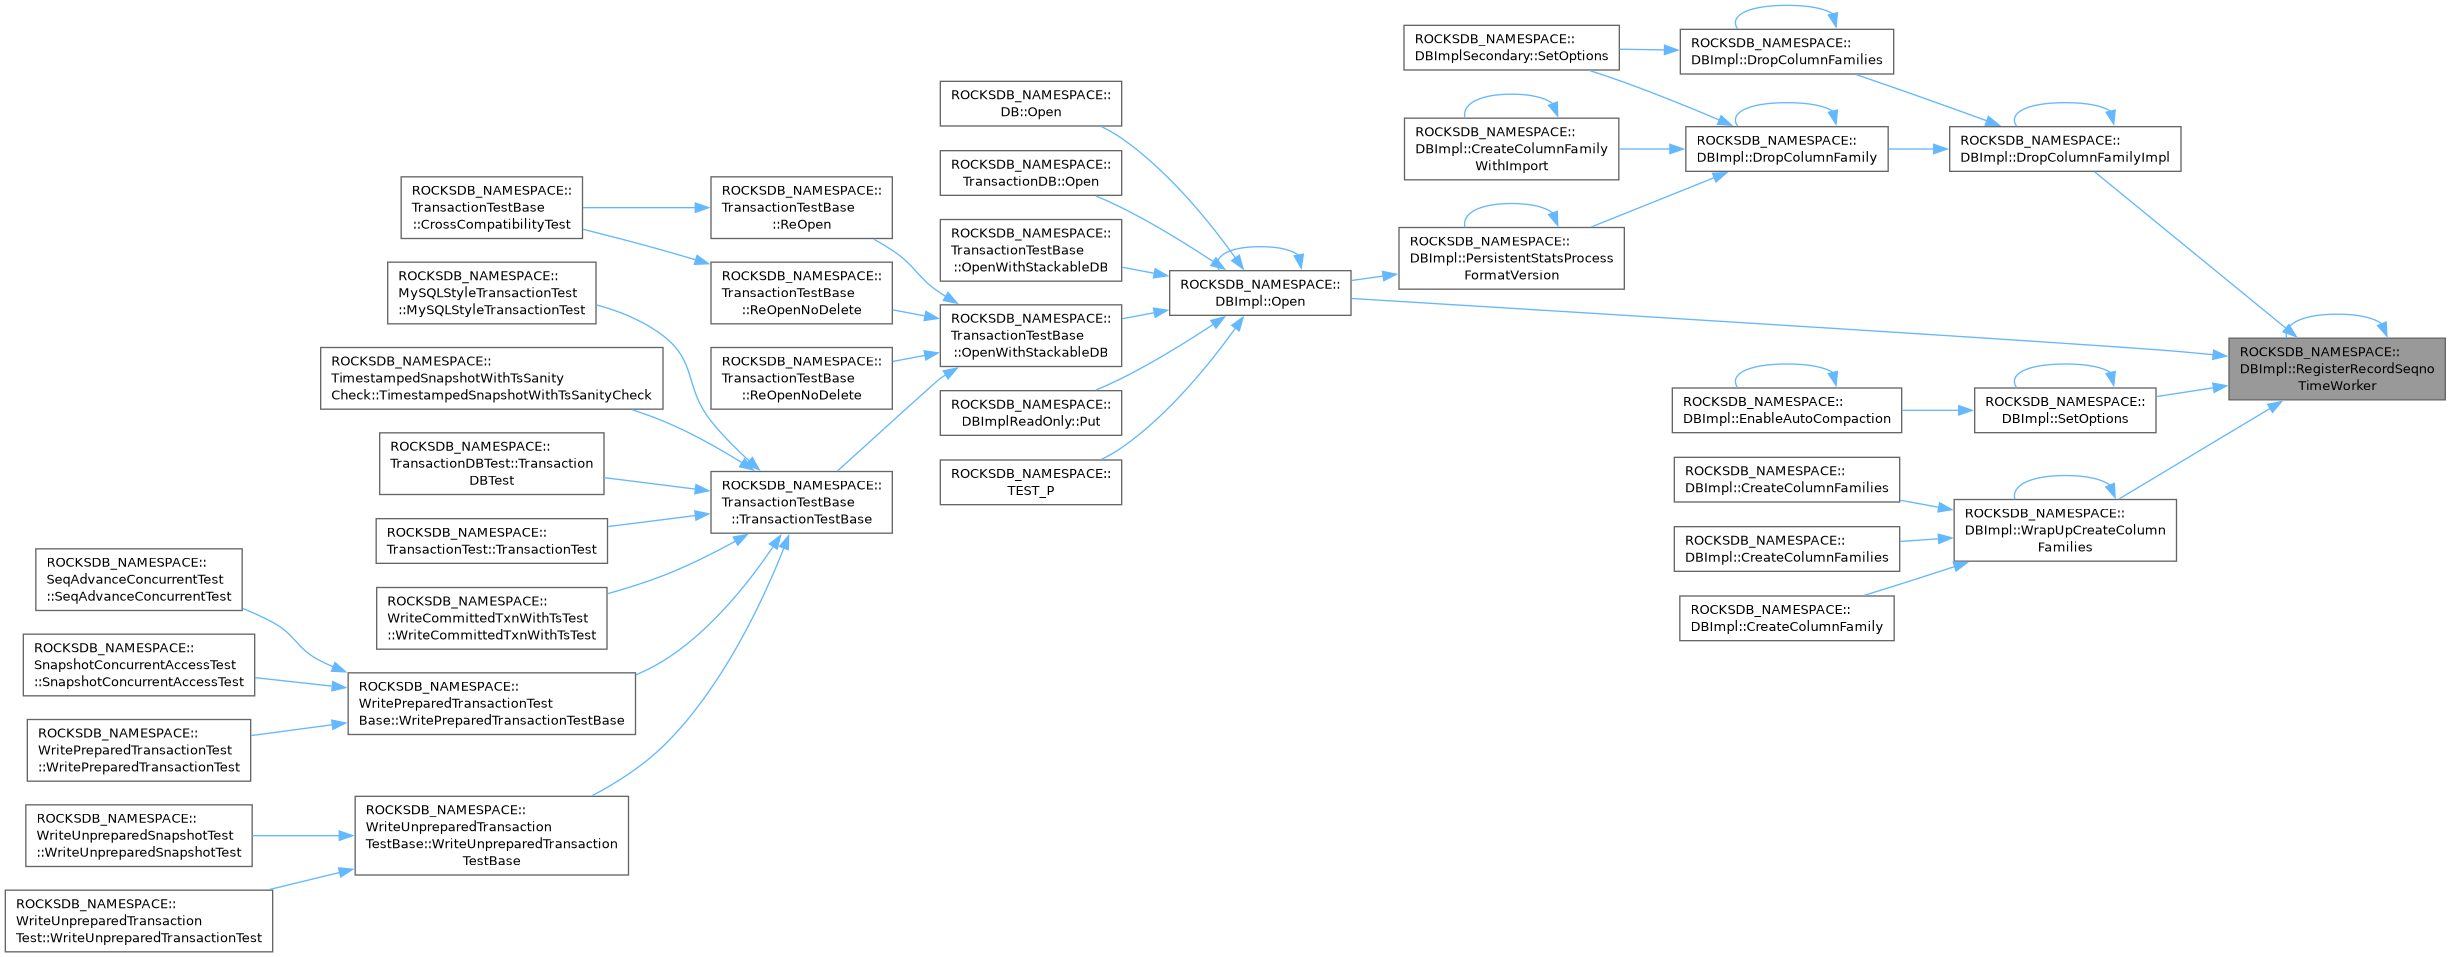 ROCKSDB_NAMESPACE::
DBImplSecondary::SetOptions
ROCKSDB_NAMESPACE::
DBImpl::DropColumnFamilies
ROCKSDB_NAMESPACE::
DB::Open
ROCKSDB_NAMESPACE::
DBImpl::CreateColumnFamily
WithImport
ROCKSDB_NAMESPACE::
DBImpl::DropColumnFamily
ROCKSDB_NAMESPACE::
DBImpl::DropColumnFamilyImpl
ROCKSDB_NAMESPACE::
TransactionDB::Open
ROCKSDB_NAMESPACE::
TransactionTestBase
::CrossCompatibilityTest
ROCKSDB_NAMESPACE::
TransactionTestBase
::ReOpen
ROCKSDB_NAMESPACE::
TransactionTestBase
::OpenWithStackableDB
ROCKSDB_NAMESPACE::
DBImpl::PersistentStatsProcess
FormatVersion
ROCKSDB_NAMESPACE::
MySQLStyleTransactionTest
::MySQLStyleTransactionTest
ROCKSDB_NAMESPACE::
TransactionTestBase
::ReOpenNoDelete
ROCKSDB_NAMESPACE::
DBImpl::Open
ROCKSDB_NAMESPACE::
TransactionTestBase
::OpenWithStackableDB
ROCKSDB_NAMESPACE::
DBImpl::RegisterRecordSeqno
TimeWorker
ROCKSDB_NAMESPACE::
TimestampedSnapshotWithTsSanity
Check::TimestampedSnapshotWithTsSanityCheck
ROCKSDB_NAMESPACE::
TransactionTestBase
::ReOpenNoDelete
ROCKSDB_NAMESPACE::
DBImplReadOnly::Put
ROCKSDB_NAMESPACE::
DBImpl::EnableAutoCompaction
ROCKSDB_NAMESPACE::
DBImpl::SetOptions
ROCKSDB_NAMESPACE::
TransactionDBTest::Transaction
DBTest
ROCKSDB_NAMESPACE::
TransactionTestBase
::TransactionTestBase
ROCKSDB_NAMESPACE::
TEST_P
ROCKSDB_NAMESPACE::
DBImpl::CreateColumnFamilies
ROCKSDB_NAMESPACE::
DBImpl::WrapUpCreateColumn
Families
ROCKSDB_NAMESPACE::
TransactionTest::TransactionTest
ROCKSDB_NAMESPACE::
DBImpl::CreateColumnFamilies
ROCKSDB_NAMESPACE::
SeqAdvanceConcurrentTest
::SeqAdvanceConcurrentTest
ROCKSDB_NAMESPACE::
WriteCommittedTxnWithTsTest
::WriteCommittedTxnWithTsTest
ROCKSDB_NAMESPACE::
DBImpl::CreateColumnFamily
ROCKSDB_NAMESPACE::
SnapshotConcurrentAccessTest
::SnapshotConcurrentAccessTest
ROCKSDB_NAMESPACE::
WritePreparedTransactionTest
Base::WritePreparedTransactionTestBase
ROCKSDB_NAMESPACE::
WritePreparedTransactionTest
::WritePreparedTransactionTest
ROCKSDB_NAMESPACE::
WriteUnpreparedSnapshotTest
::WriteUnpreparedSnapshotTest
ROCKSDB_NAMESPACE::
WriteUnpreparedTransaction
TestBase::WriteUnpreparedTransaction
TestBase
ROCKSDB_NAMESPACE::
WriteUnpreparedTransaction
Test::WriteUnpreparedTransactionTest